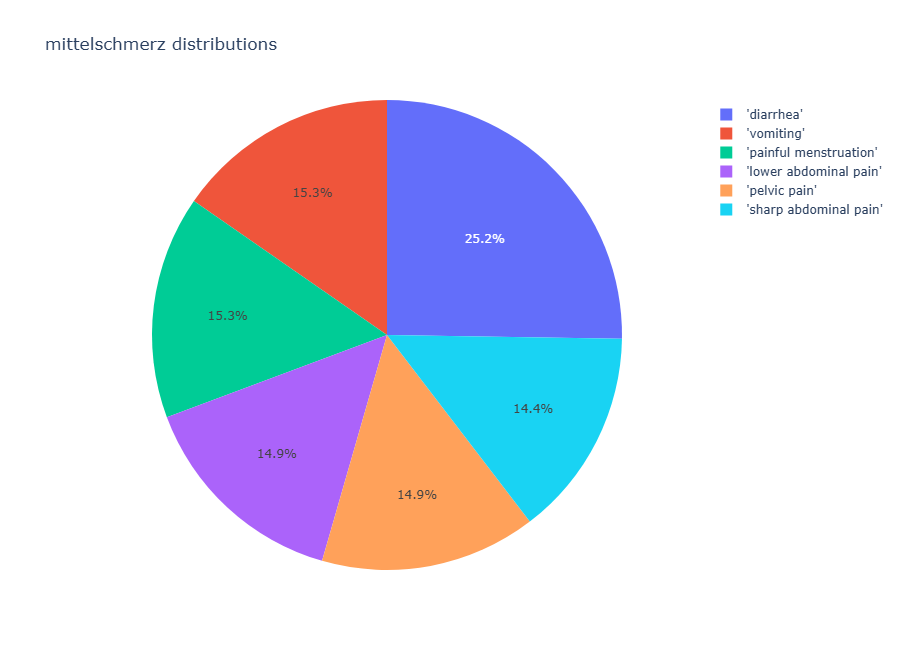 mittelschmerz distributions
'diarrhea'
'vomiting'
'painful menstruation'
'lower abdominal pain'
'pelvic pain'
'sharp abdominal pain'
15.3%
25.2%
15.3%
14.4%
14.9%
14.9%